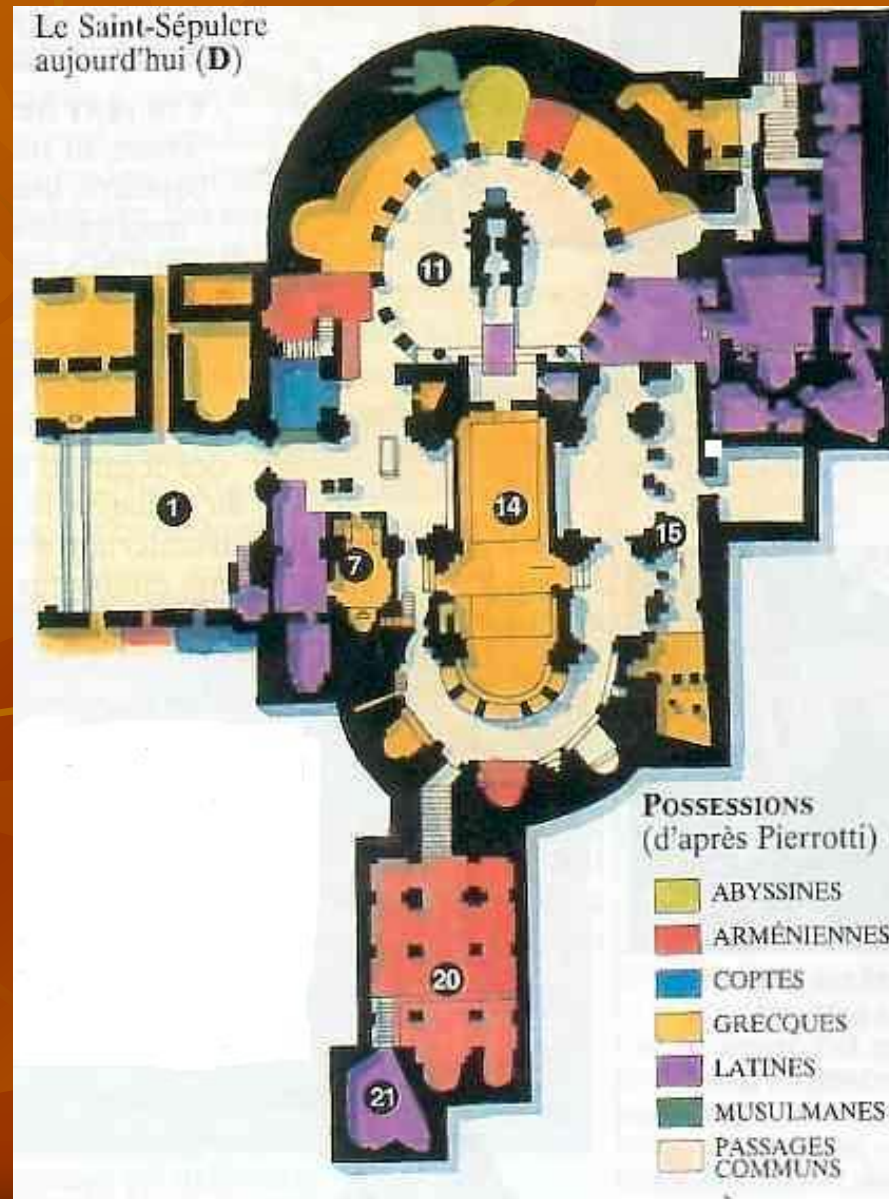 Le Saint-Sépulcre
aujourd'hui (D)
11
1
14
15
7
POSSESSIONS
(d'après Pierrotti)
ABYSSINES
ARMÉNIENNES
COPTES
GRECQUES
20
LATINES
21
MUSULMANES
PASSAGES
COMMUNS